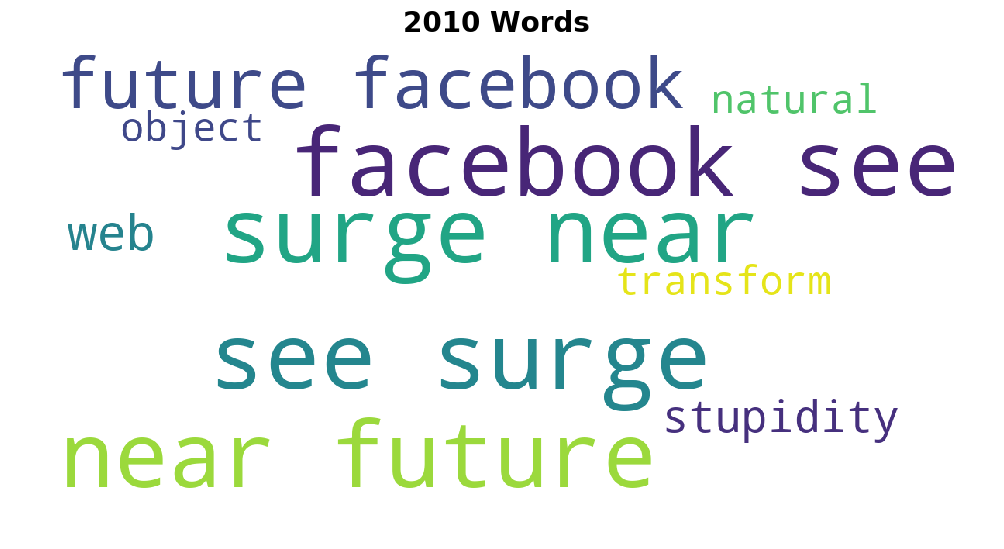 2010 Words
future facebook
natural
object
facebook see
web
surge near
transform
see surge
stupidity
near future